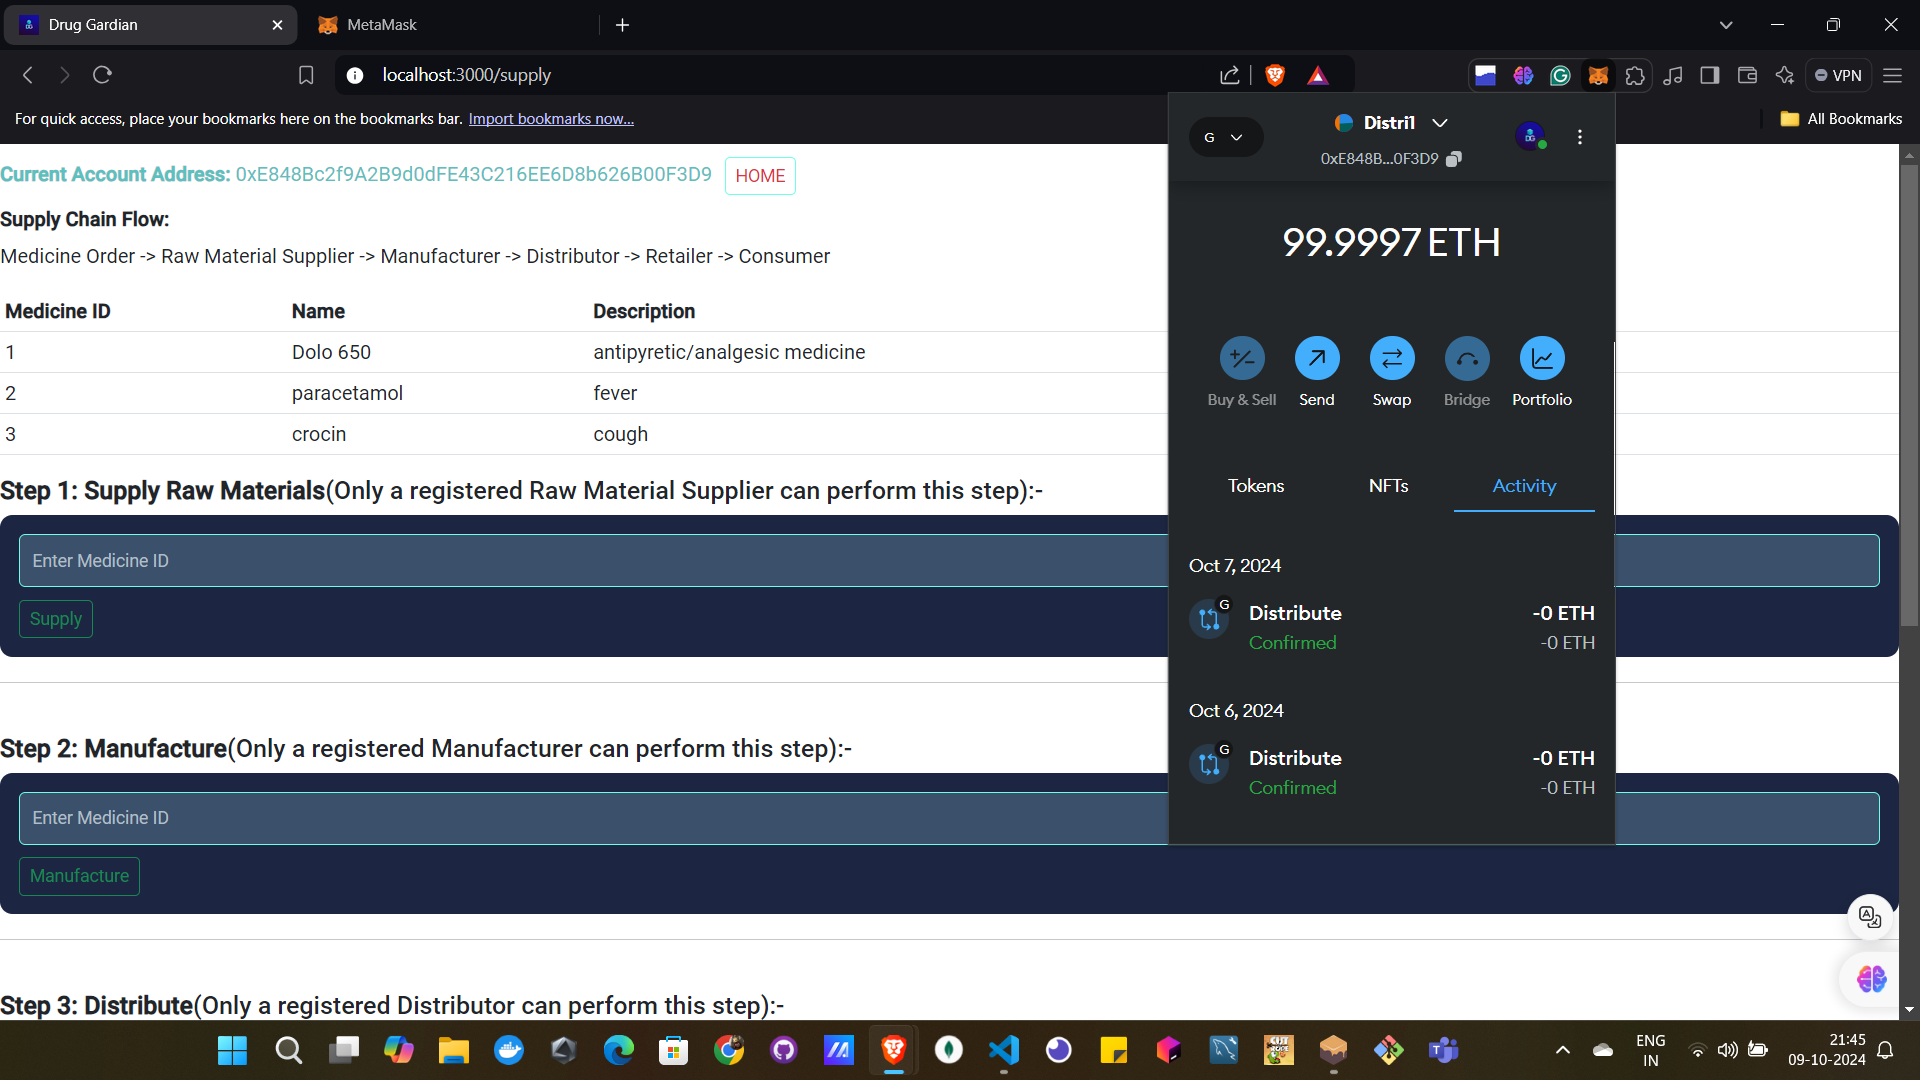 Drug Gardian
MetaMask
localhost:3000/supply
VPN
For quick access, place your bookmarks here on the bookmarks bar. Import bookmarks now...
All Bookmarks
Current Account Address: 0xE848Bc2f9A2B9d0dFE43C216EE6D8b626B00F3D9 HOME
Supply Chain Flow:
Medicine Order -> Raw Material Supplier -> Manufacturer -> Distributor -> Retailer -> Consumer
Medicine ID Name Description
1 Dolo 650 antipyretic/analgesic medicine
2 paracetamol fever
3 crocin cough
Step 1: Supply Raw Materials(Only a registered Raw Material Supplier can perform this step):-
Enter Medicine ID
Supply
Step 2: Manufacture(Only a registered Manufacturer can perform this step):-
Enter Medicine ID
Manufacture
Step 3: Distribute(Only a registered Distributor can perform this step):-
G
Distri1
DG
0xE848B...0F3D9
99.9997 ETH
Buy & Sell Send Swap Bridge Portfolio
Tokens NFTs Activity
Oct 7, 2024
G
Distribute -0 ETH
Confirmed -0 ETH
Oct 6, 2024
G
Distribute -0 ETH
Confirmed -0 ETH
ENG
IN
21:45
09-10-2024